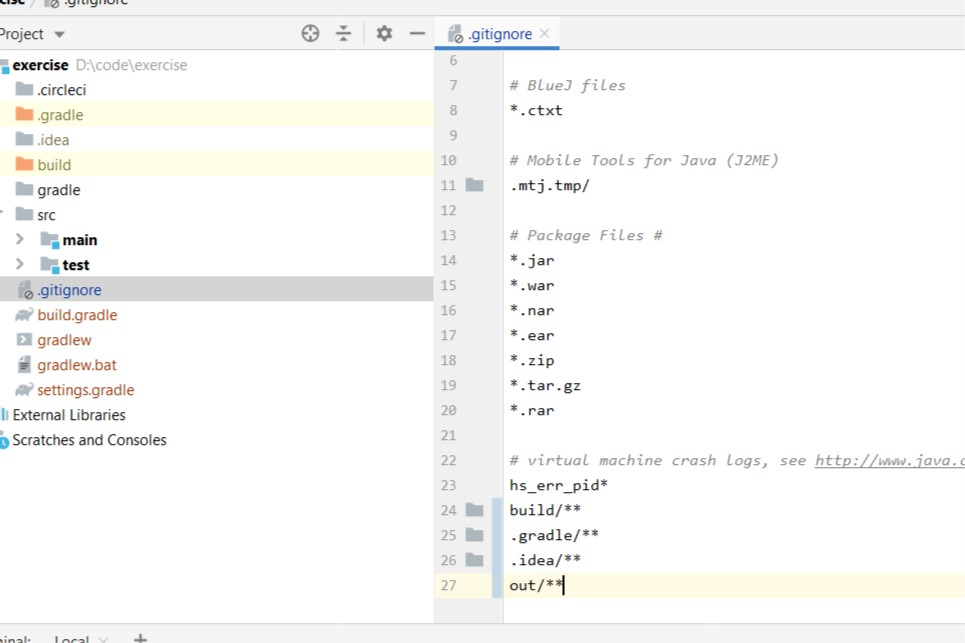 .gitignore
Project
.gitignore
exercise D:\code\exercise
.circleci
.gradle
.idea
build
gradle
src
main
test
.gitignore
build.gradle
gradlew
gradlew.bat
settings.gradle
External Libraries
Scratches and Consoles
6
7 # BlueJ files
8 *.ctxt
9
10 # Mobile Tools for Java (J2ME)
11 .mtj.tmp/
12
13 # Package Files #
14 *.jar
15 *.war
16 *.nar
17 *.ear
18 *.zip
19 *.tar.gz
20 *.rar
21
22 # virtual machine crash logs, see http://www.java.c
23 hs_err_pid*
24 build/**
25 .gradle/**
26 .idea/**
27 out/**
Local